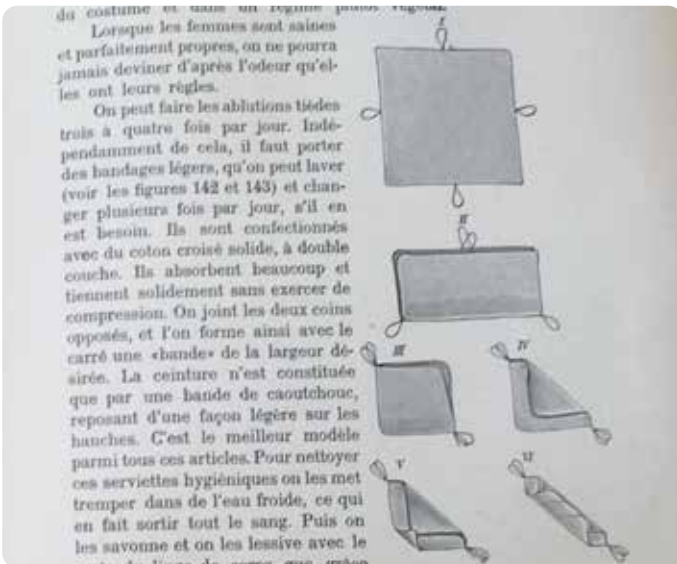 du costume et dans un régime plutôt végétal.
Lorsque les femmes sont saines
et parfaitement propres, on ne pourra
jamais deviner d'après l'odeur qu'el-
les ont leurs règles.
On peut faire les ablutions tièdes
trois à quatre fois par jour. Indé-
pendamment de cela, il faut porter
des bandages légers, qu'on peut laver
(voir les figures 142 et 143) et chan-
ger plusieurs fois par jour, s'il en
est besoin. Ils sont confectionnés
avec du coton croisé solide, à double
couche. Ils absorbent beaucoup et
tiennent solidement sans exercer de
compression. On joint les deux coins
opposés, et l'on forme ainsi avec le
carré une «bande» de la largeur dé-
sirée. La ceinture n'est constituée
que par une bande de caoutchouc,
reposant d'une façon légère sur les
hanches. C'est le meilleur modèle
parmi tous ces articles. Pour nettoyer
ces serviettes hygiéniques on les met
tremper dans de l'eau froide, ce qui
en fait sortir tout le sang. Puis on
les savonne et on les lessive avec le
I
II
III
IV
V
VI